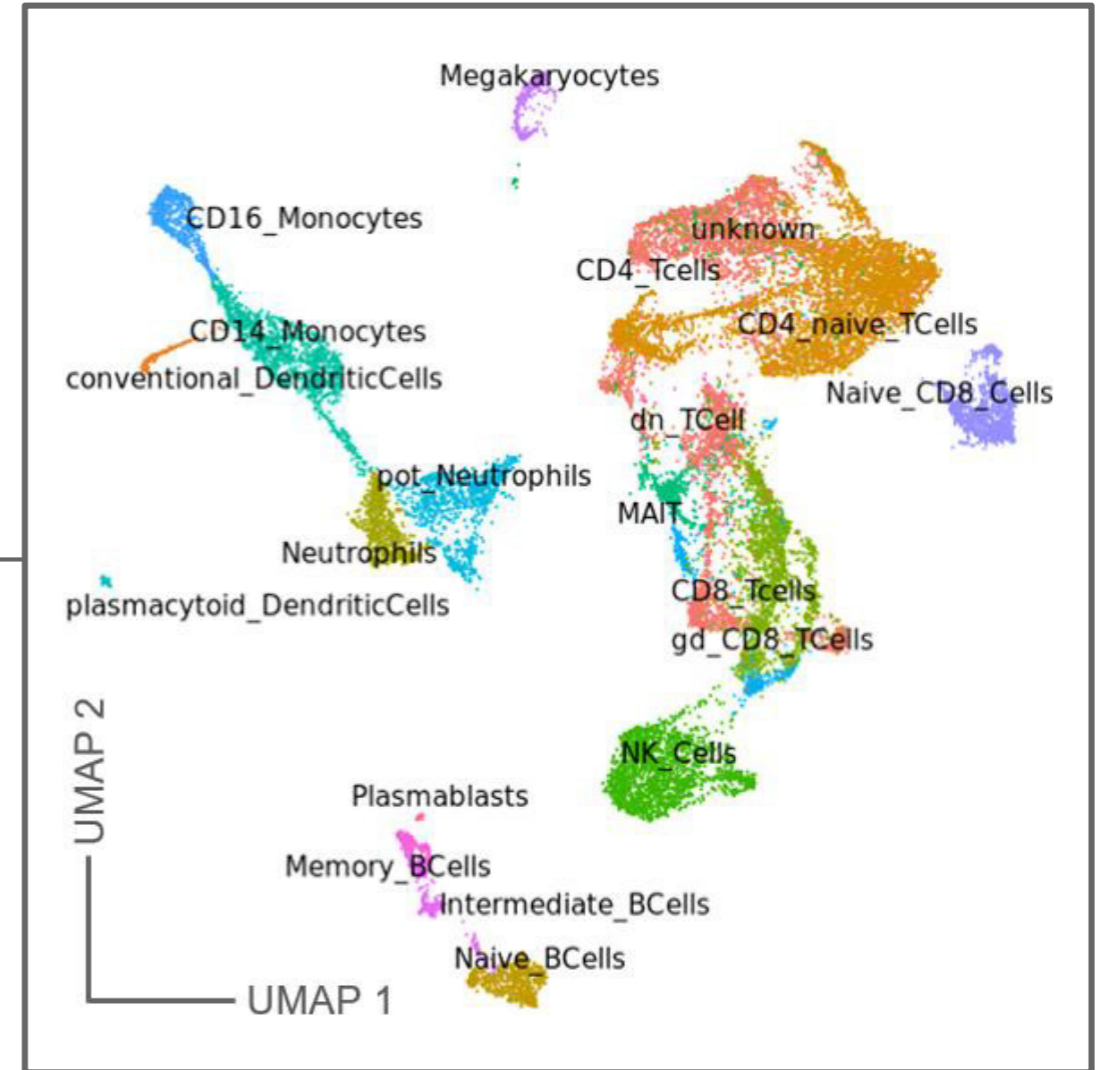 Megakaryocytes
CD16_Monocytes
unknown
CD4_Tcells
CD14_Monocytes
CD4_naive_TCells
conventional_DendriticCells
Naive_CD8_Cells
dn_TCell
pot_Neutrophils
MAIT
Neutrophils
CD8_Tcells
plasmacytoid_DendriticCells
gd_CD8_TCells
NK_Cells
Plasmablasts
Memory_BCells
Intermediate_BCells
Naive_BCells
UMAP 2
UMAP 1